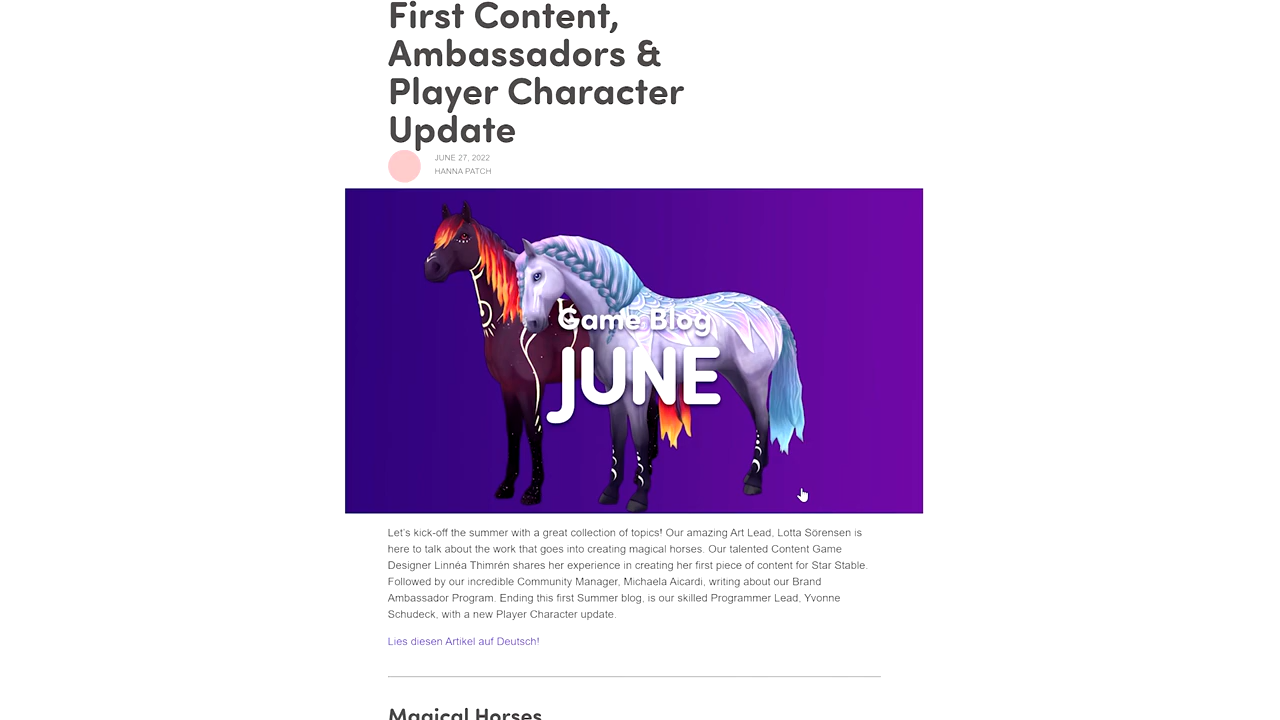 First Content,
Ambassadors &
Player Character
Update
JUNE 27, 2022
HANNA PATCH
Game Blog
JUNE
Let's kick-off the summer with a great collection of topics! Our amazing Art Lead, Lotta Sörensen is
here to talk about the work that goes into creating magical horses. Our talented Content Game
Designer Linnéa Thimrén shares her experience in creating her first piece of content for Star Stable.
Followed by our incredible Community Manager, Michaela Aicardi, writing about our Brand
Ambassador Program. Ending this first Summer blog, is our skilled Programmer Lead, Yvonne
Schudeck, with a new Player Character update.
Lies diesen Artikel auf Deutsch!
Magical Horses